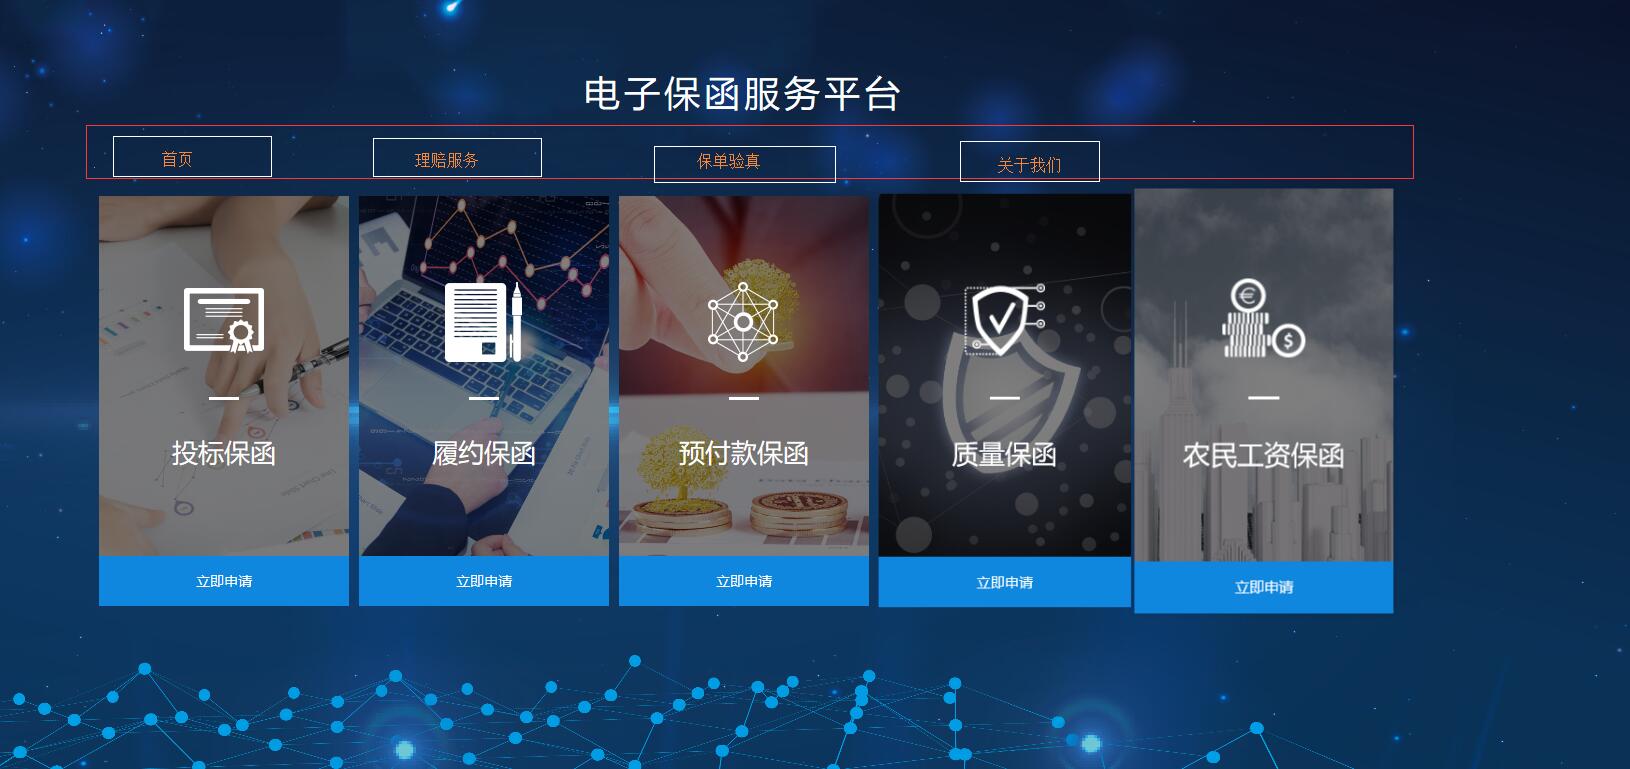 电子保函服务平台
首页
理赔服务
保单验真
关于我们
投标保函
履约保函
预付款保函
质量保函
农民工资保函
立即申请
立即申请
立即申请
立即申请
立即申请